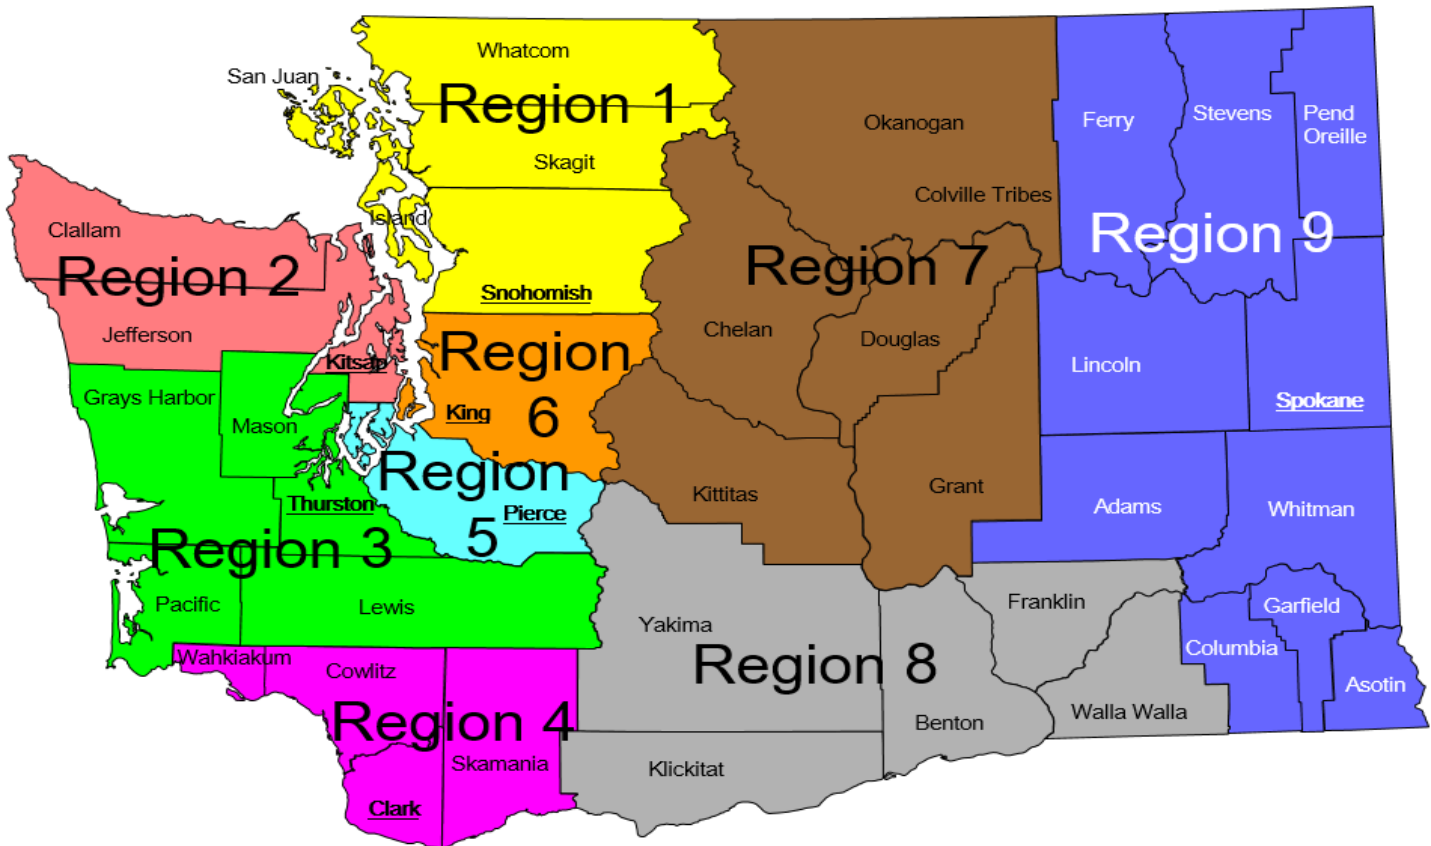 Whatcom
San Juan
Region 1
Skagit
Island
Snohomish
Clallam
Region 2
Jefferson
Kitsap
Grays Harbor
Mason
Thurston
Region 3
Pacific
Lewis
Wahkiakum
Cowlitz
Region 4
Skamania
Clark
Region
6
King
Region
5
Pierce
Okanogan
Colville Tribes
Region 7
Chelan
Douglas
Kittitas
Grant
Yakima
Region 8
Franklin
Benton
Walla Walla
Klickitat
Ferry
Stevens
Pend
Oreille
Region 9
Lincoln
Spokane
Adams
Whitman
Garfield
Columbia
Asotin